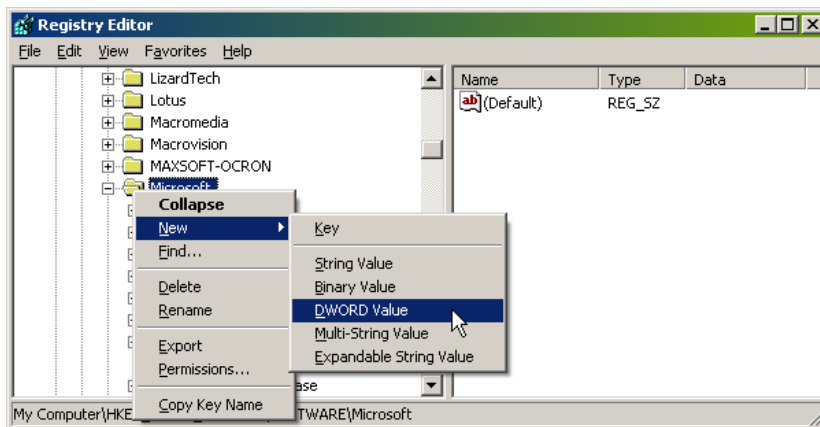 Registry Editor
File Edit View Favorites Help
LizardTech
Lotus
Macromedia
Macrovision
MAXSOFT-OCRON
Microsoft
Collapse
New
Find...
Delete
Rename
Export
Permissions...
Copy Key Name
Key
String Value
Binary Value
DWORD Value
Multi-String Value
Expandable String Value
ase
Name Type Data
ab (Default) REG_SZ
My Computer\HKE TWARE\Microsoft